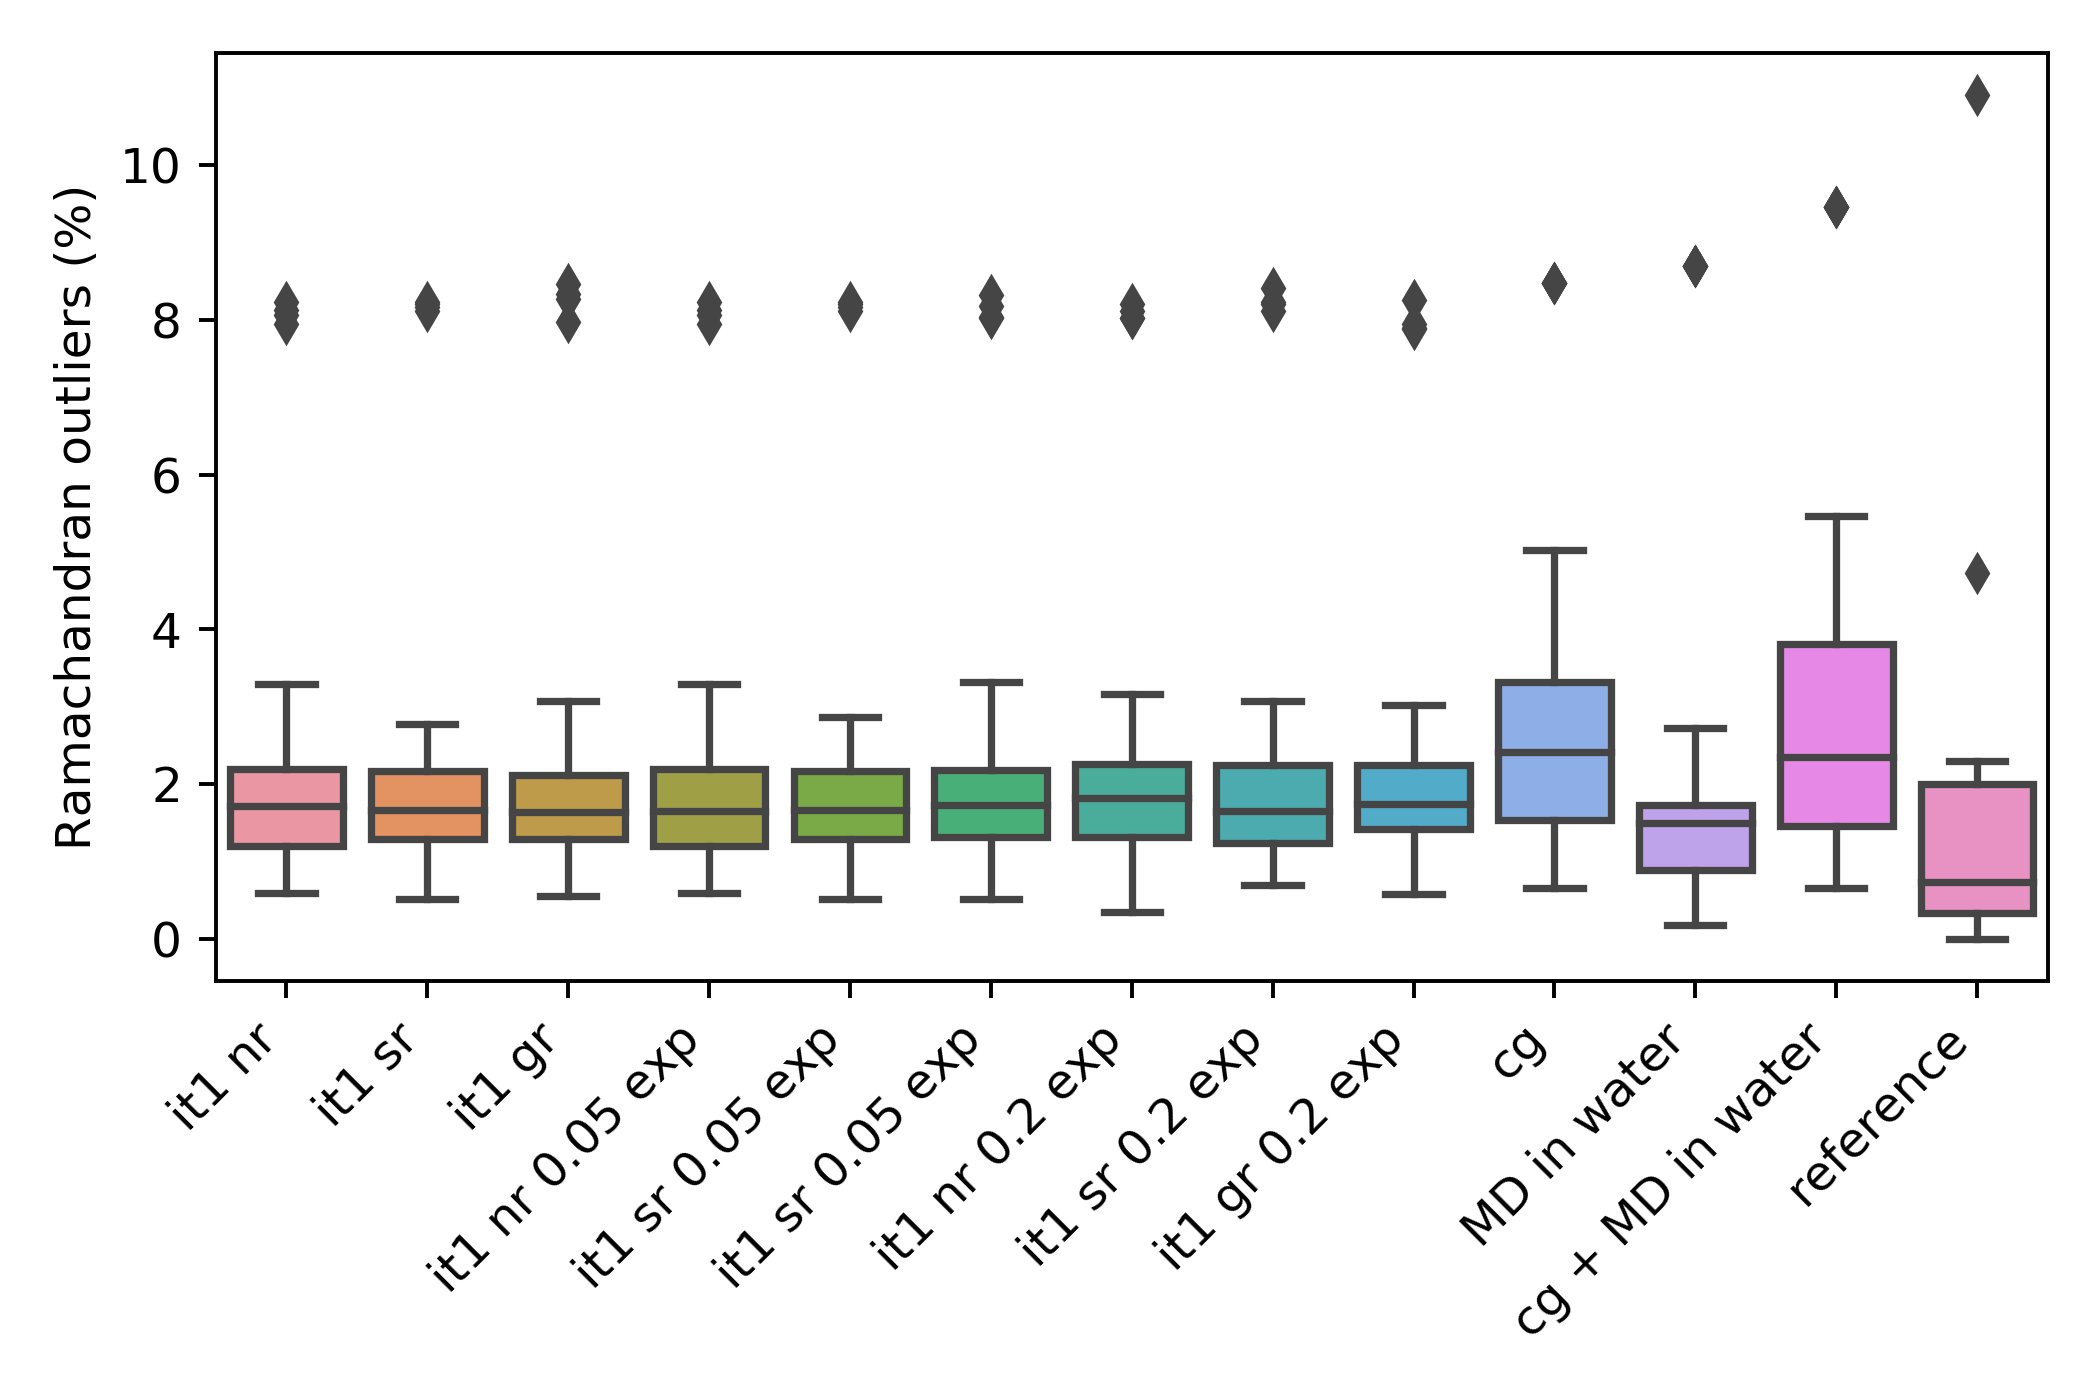 Ramachandran outliers (%)
10
8
6
4
2
0
it1 nr
it1 sr
it1 gr
it1 nr 0.05 exp
it1 sr 0.05 exp
it1 sr 0.05 exp
it1 nr 0.2 exp
it1 sr 0.2 exp
it1 gr 0.2 exp
cg
MD in water
cg + MD in water
reference